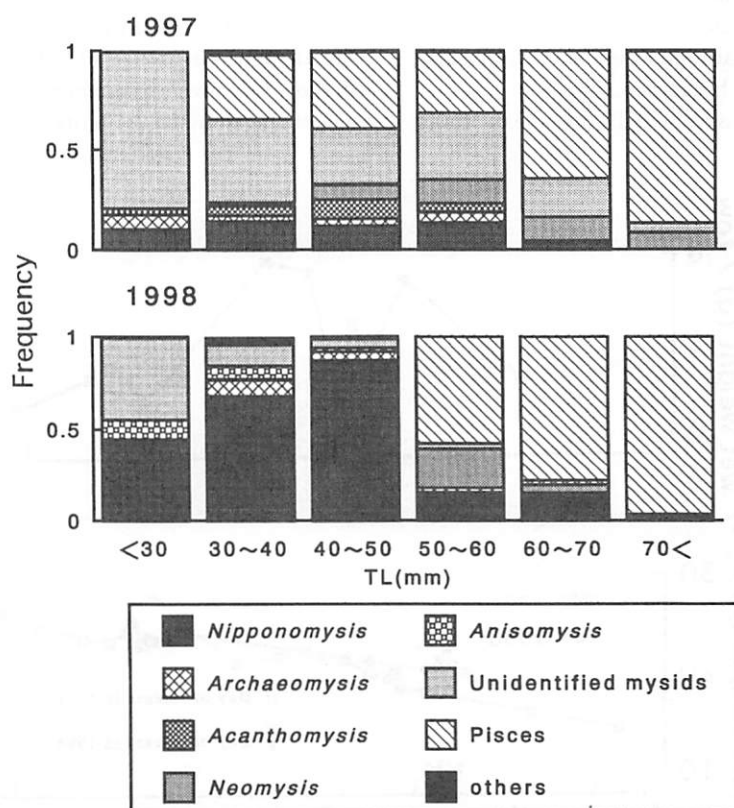 1997
1
0.5
0
1998
1
0.5
0
Frequency
<30 30~40 40~50 50~60 60~70 70<
TL(mm)
Nipponomysis
Archaeomysis
Acanthomysis
Neomysis
Anisomysis
Unidentified mysids
Pisces
others